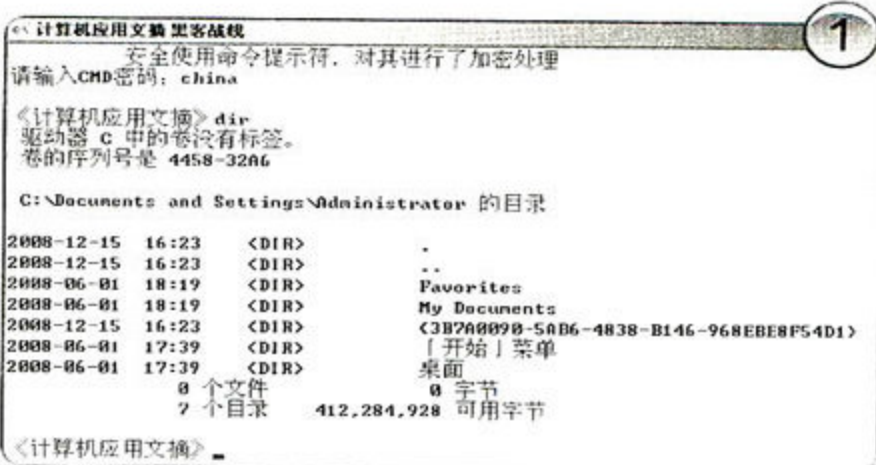 计算机应用文摘 黑客战线
1
安全使用命令提示符，对其进行了加密处理
请输入CMD密码：china
《计算机应用文摘》dir
驱动器 C 中的卷没有标签。
卷的序列号是 4458-32A6
C:\Documents and Settings\Administrator 的目录
2008-12-15 16:23 <DIR> .
2008-12-15 16:23 <DIR> ..
2008-06-01 18:19 <DIR> Favorites
2008-06-01 18:19 <DIR> My Documents
2008-12-15 16:23 <DIR> {3B7A0090-5AB6-4838-B146-968EBE8F54D1}
2008-06-01 17:39 <DIR> 「开始」菜单
2008-06-01 17:39 <DIR> 桌面
0 个文件 0 字节
7 个目录 412,284,928 可用字节
《计算机应用文摘》